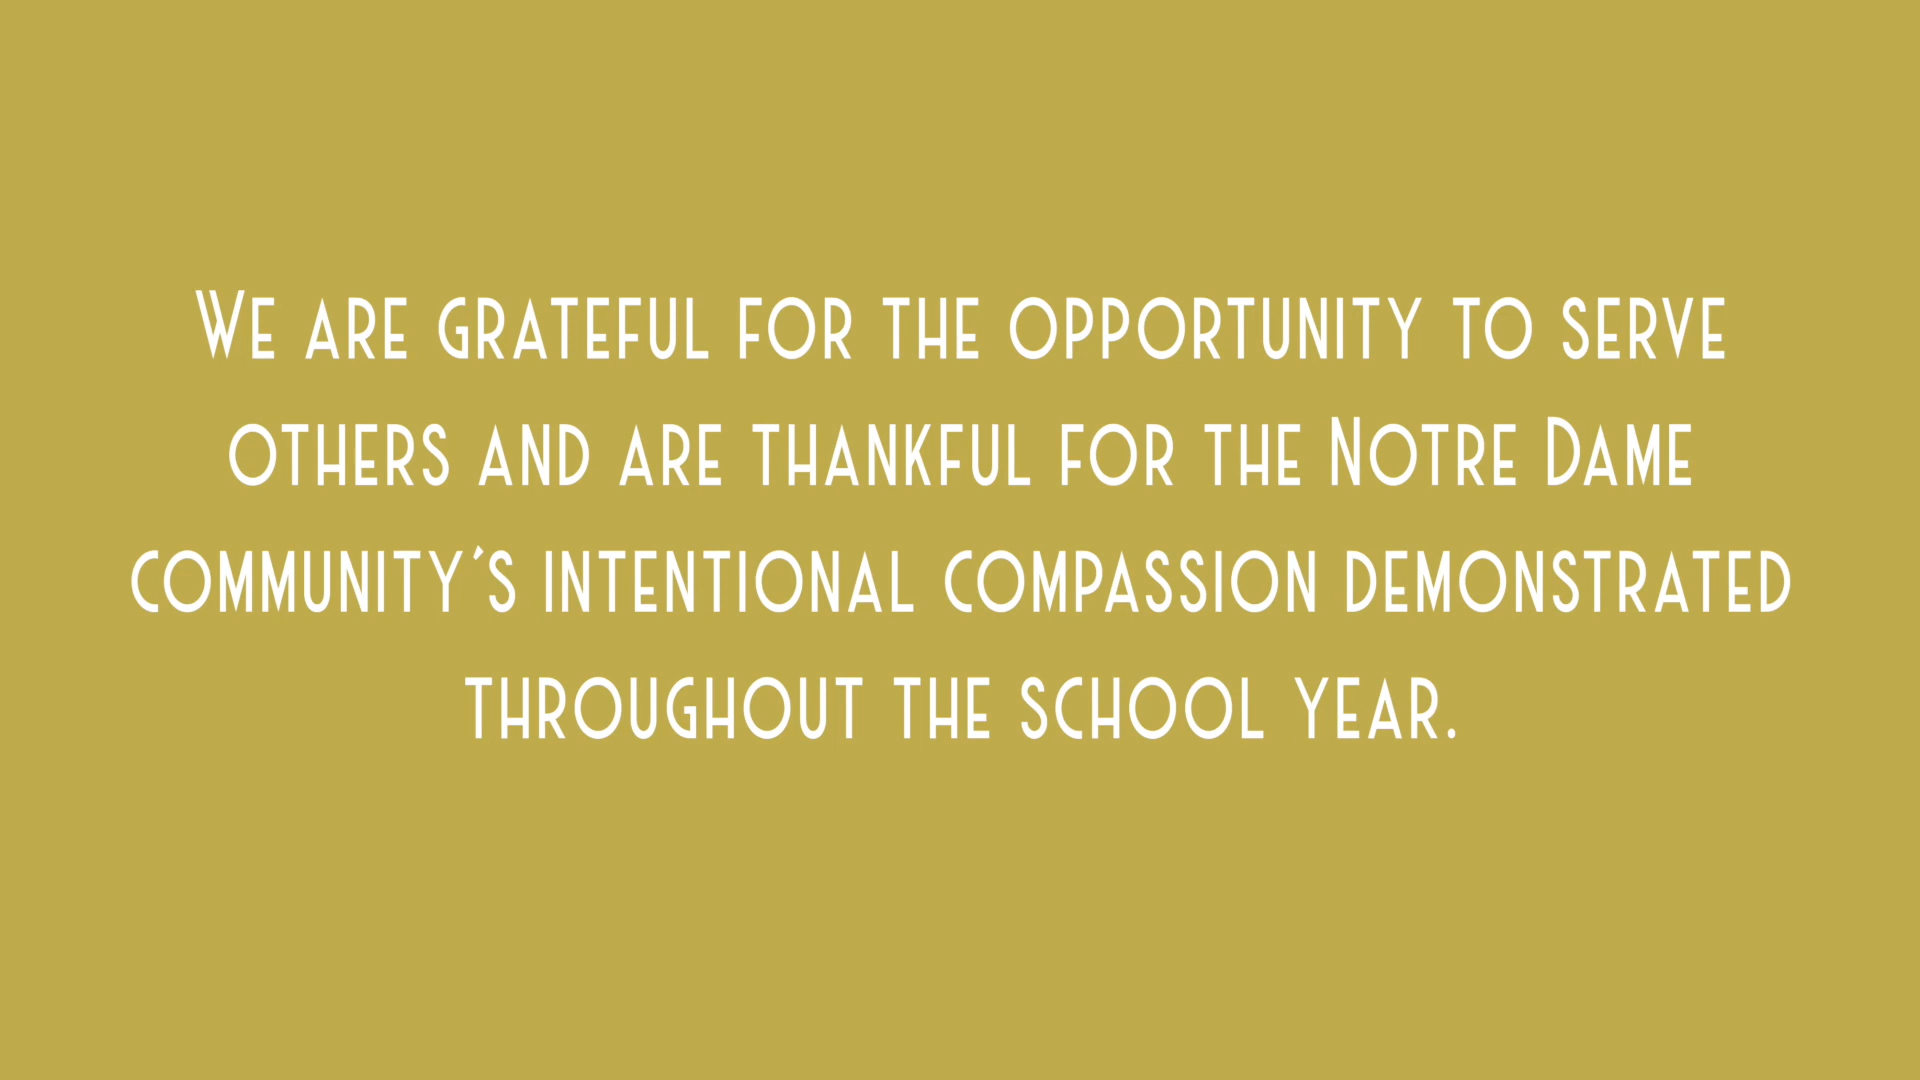 We are grateful for the opportunity to serve
others and are thankful for the Notre Dame
community's intentional compassion demonstrated
throughout the school year.